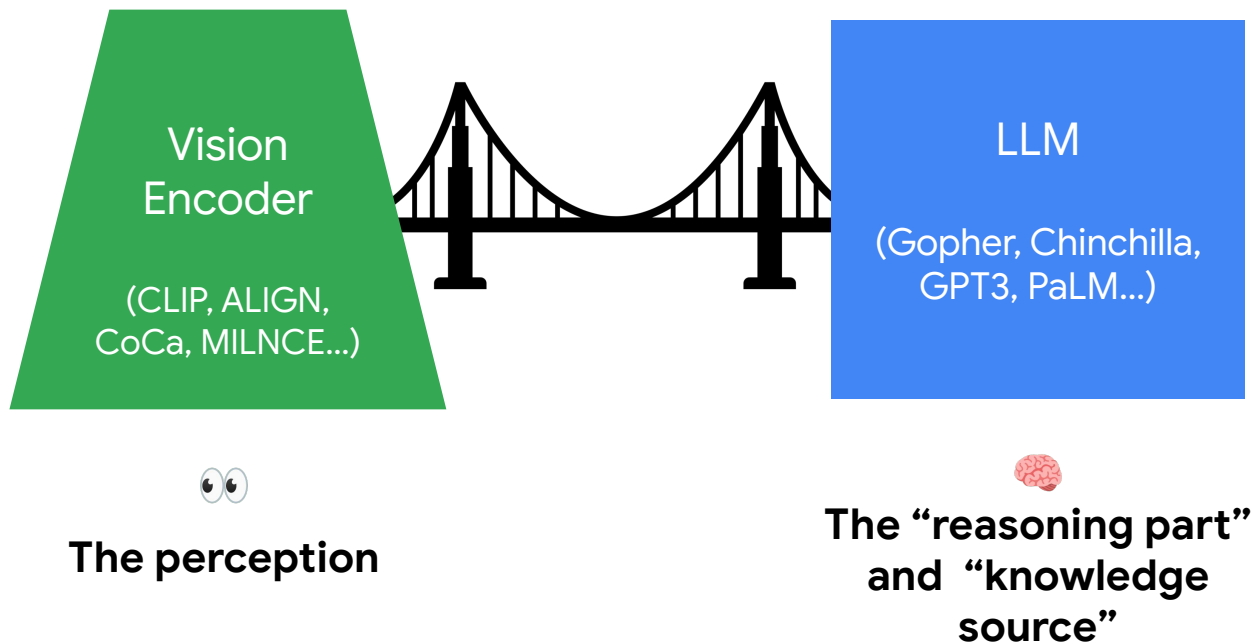 Vision
Encoder
(CLIP, ALIGN,
CoCa, MILNCE...)
LLM
(Gopher, Chinchilla,
GPT3, PaLM...)
The perception
The “reasoning part”
and “knowledge
source”